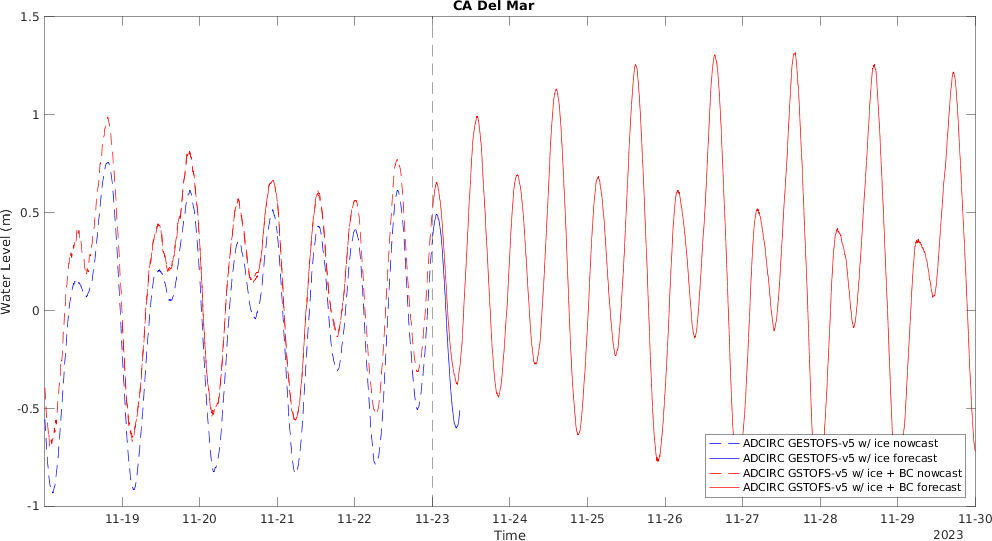 CA Del Mar
1.5
1
0.5
0
-0.5
-1
Water Level (m)
11-19
11-20
11-21
11-22
11-23
11-24
11-25
11-26
11-27
11-28
11-29
11-30
Time
2023
ADCIRC GESTOFS-v5 w/ ice nowcast
ADCIRC GESTOFS-v5 w/ ice forecast
ADCIRC GSTOFS-v5 w/ ice + BC nowcast
ADCIRC GSTOFS-v5 w/ ice + BC forecast